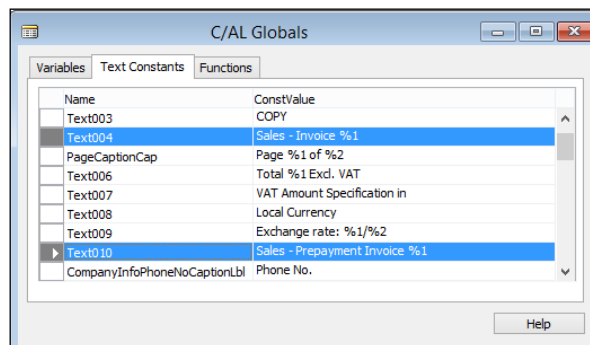 C/AL Globals
Variables Text Constants Functions
Name ConstValue
Text003 COPY
Text004 Sales - Invoice %1
PageCaptionCap Page %1 of %2
Text006 Total %1 Excl. VAT
Text007 VAT Amount Specification in
Text008 Local Currency
Text009 Exchange rate: %1/%2
Text010 Sales - Prepayment Invoice %1
CompanyInfoPhoneNoCaptionLbl Phone No.
Help